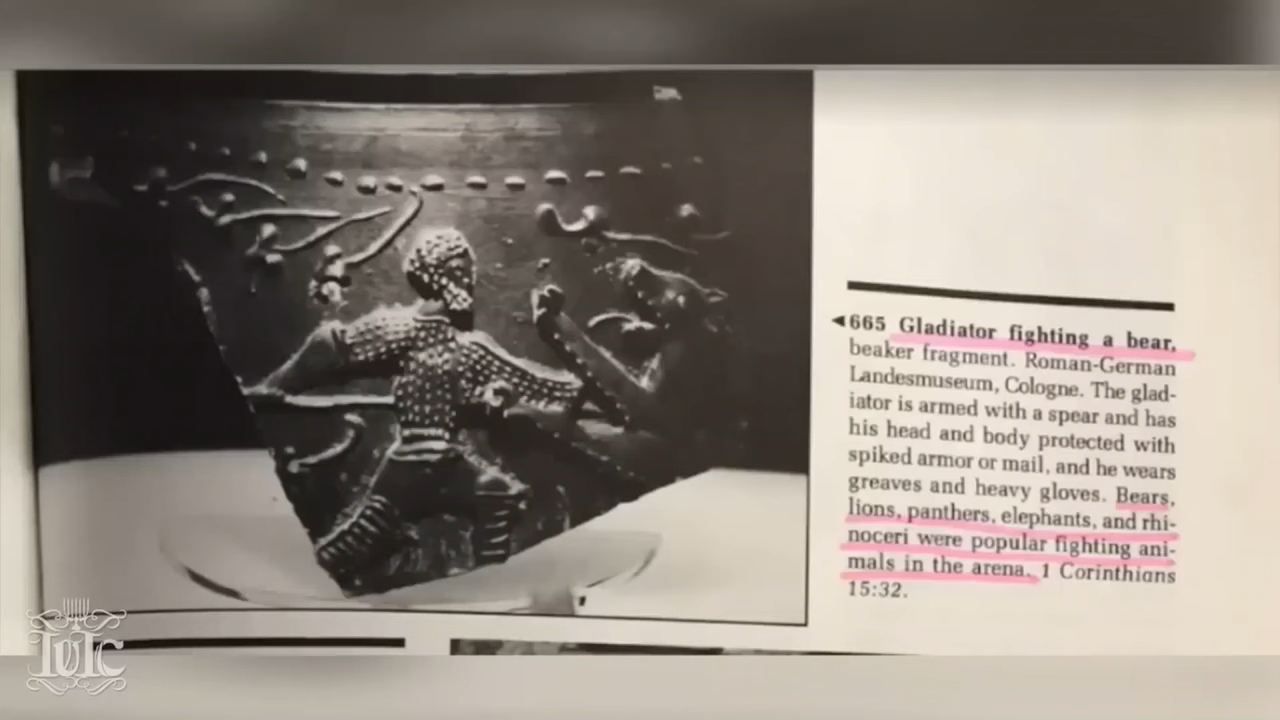 ◄665 Gladiator fighting a bear,
beaker fragment. Roman-German
Landesmuseum, Cologne. The glad-
iator is armed with a spear and has
his head and body protected with
spiked armor or mail, and he wears
greaves and heavy gloves. Bears,
lions, panthers, elephants, and rhi-
noceri were popular fighting ani-
mals in the arena. 1 Corinthians
15:32.
IUIC